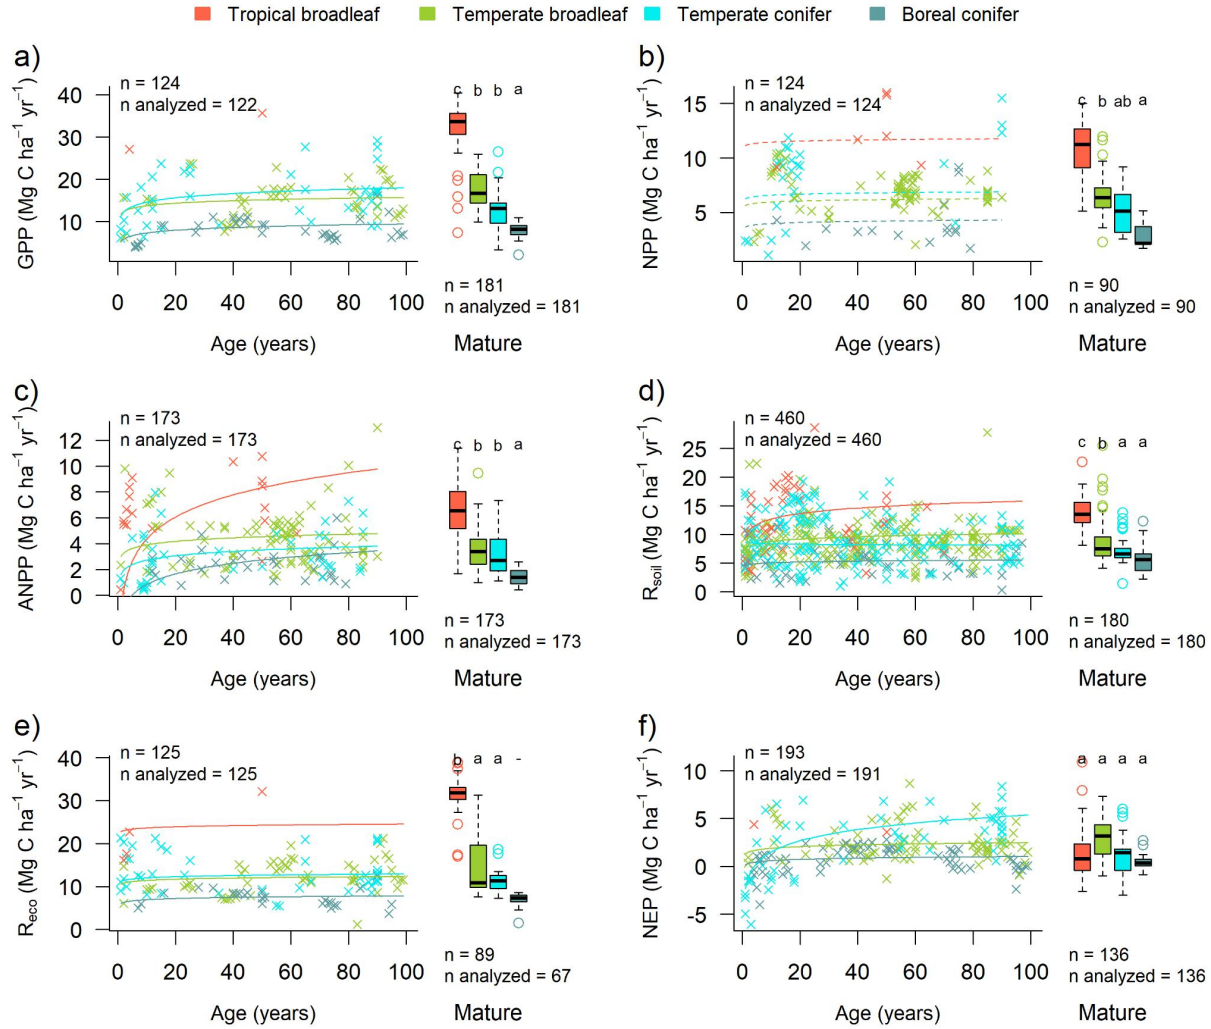 Tropical broadleaf Temperate broadleaf Temperate conifer Boreal conifer
a)
GPP (Mg C ha⁻¹ yr⁻¹)
40
30
20
10
n = 124
n analyzed = 122
c b b a
0 20 40 60 80 100
Age (years)
n = 181
n analyzed = 181
Mature
b)
NPP (Mg C ha⁻¹ yr⁻¹)
15
10
5
n = 124
n analyzed = 124
c b ab a
0 20 40 60 80 100
Age (years)
n = 90
n analyzed = 90
Mature
c)
ANPP (Mg C ha⁻¹ yr⁻¹)
12
10
8
6
4
2
0
n = 173
n analyzed = 173
c b b a
0 20 40 60 80 100
Age (years)
n = 173
n analyzed = 173
Mature
d)
R_soil (Mg C ha⁻¹ yr⁻¹)
25
20
15
10
5
0
n = 460
n analyzed = 460
c b a a
0 20 40 60 80 100
Age (years)
n = 180
n analyzed = 180
Mature
e)
R_eco (Mg C ha⁻¹ yr⁻¹)
40
30
20
10
0
n = 125
n analyzed = 125
b a a -
0 20 40 60 80 100
Age (years)
n = 89
n analyzed = 67
Mature
f)
NEP (Mg C ha⁻¹ yr⁻¹)
10
5
0
-5
n = 193
n analyzed = 191
a a a a
0 20 40 60 80 100
Age (years)
n = 136
n analyzed = 136
Mature